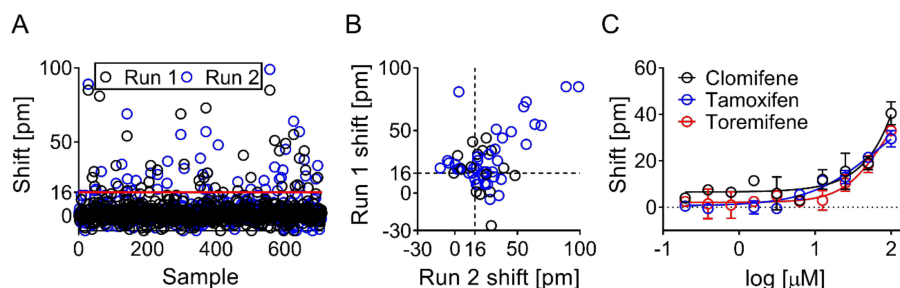 A
Run 1
Run 2
Shift [pm]
100
50
16
0
0
200
400
600
Sample
B
Run 1 shift [pm]
100
50
16
0
-30
-30
0
16
50
100
Run 2 shift [pm]
C
Clomifene
Tamoxifen
Toremifene
Shift [pm]
60
40
20
0
-1
0
1
2
log [μM]